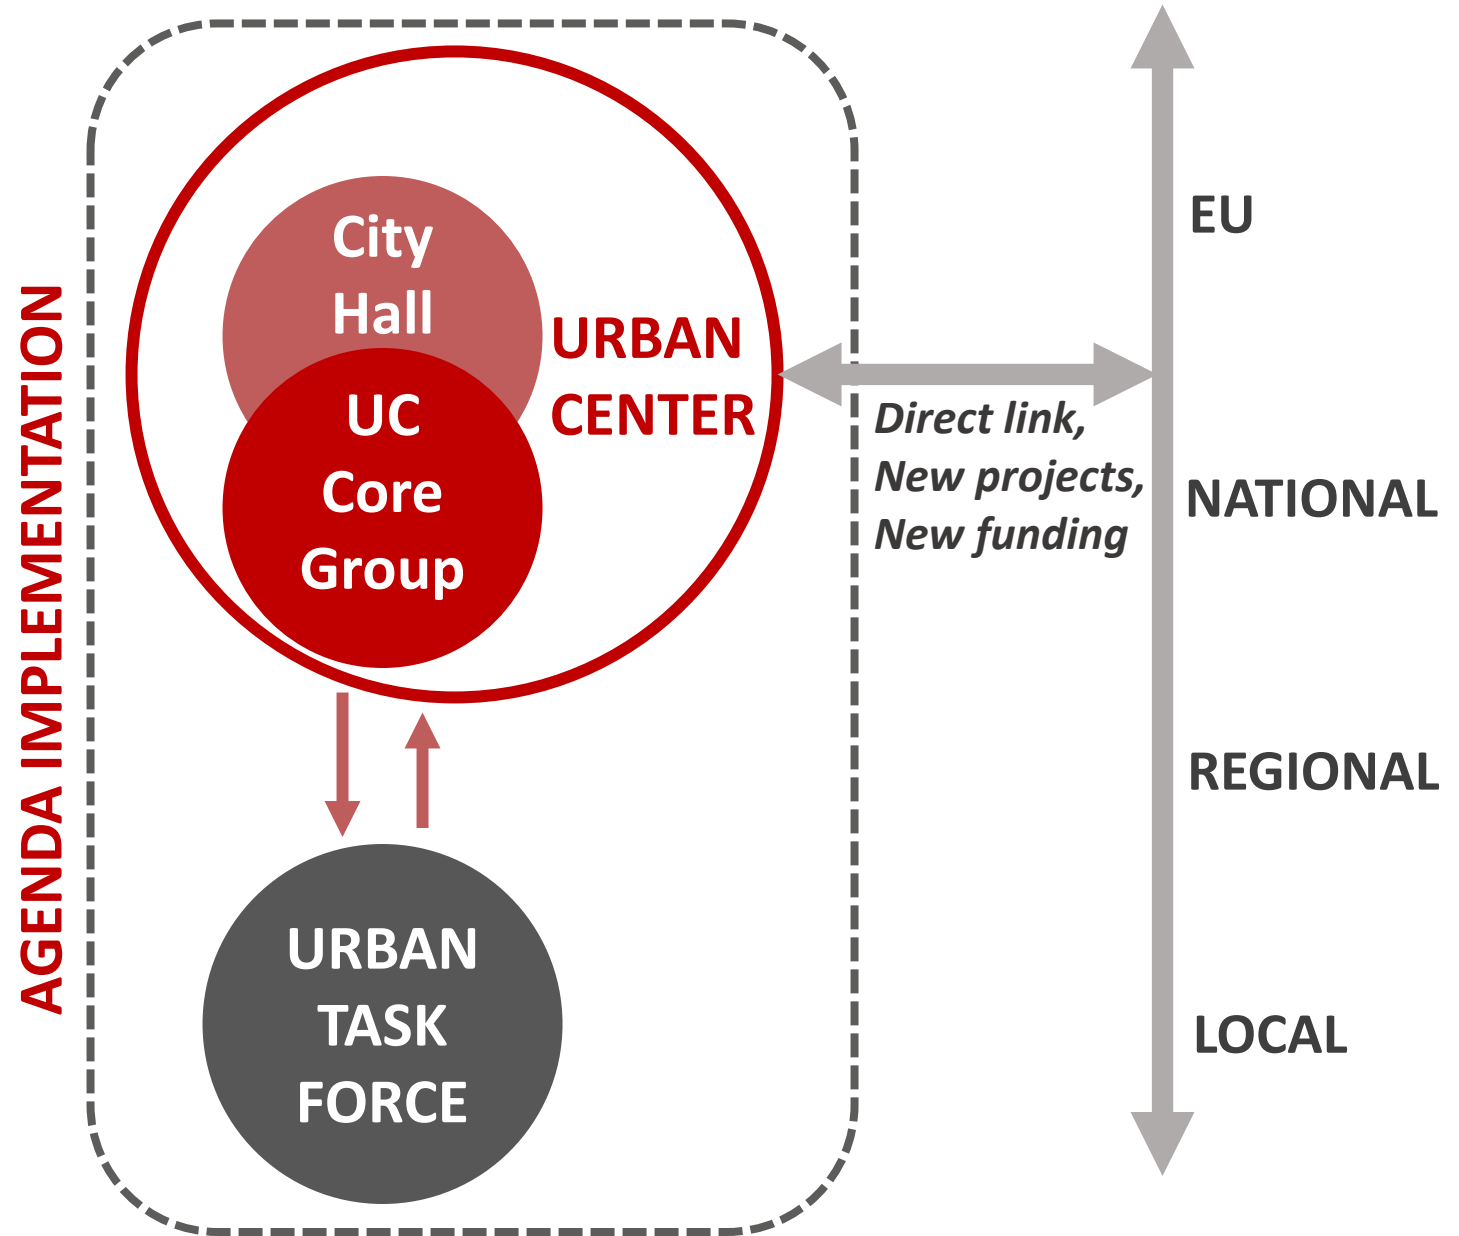 AGENDA IMPLEMENTATION
City
Hall
UC
Core
Group
URBAN
CENTER
URBAN
TASK
FORCE
Direct link,
New projects,
New funding
EU
NATIONAL
REGIONAL
LOCAL